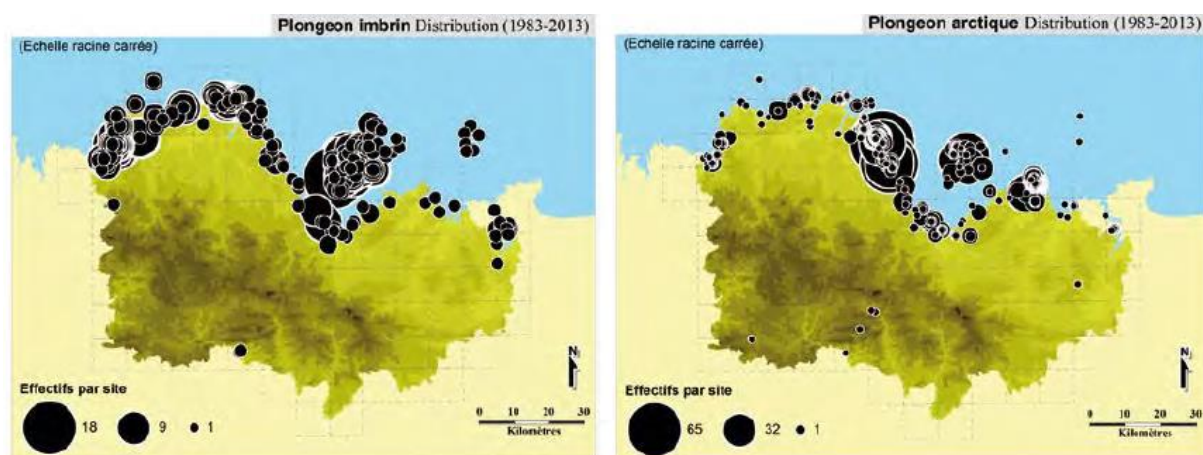 Plongeon imbrin Distribution (1983-2013)
(Echelle racine carrée)
N
Effectifs par site
18 9 1
0 10 20 30
Kilomètres
Plongeon arctique Distribution (1983-2013)
(Echelle racine carrée)
N
Effectifs par site
65 32 1
0 10 20 30
Kilomètres